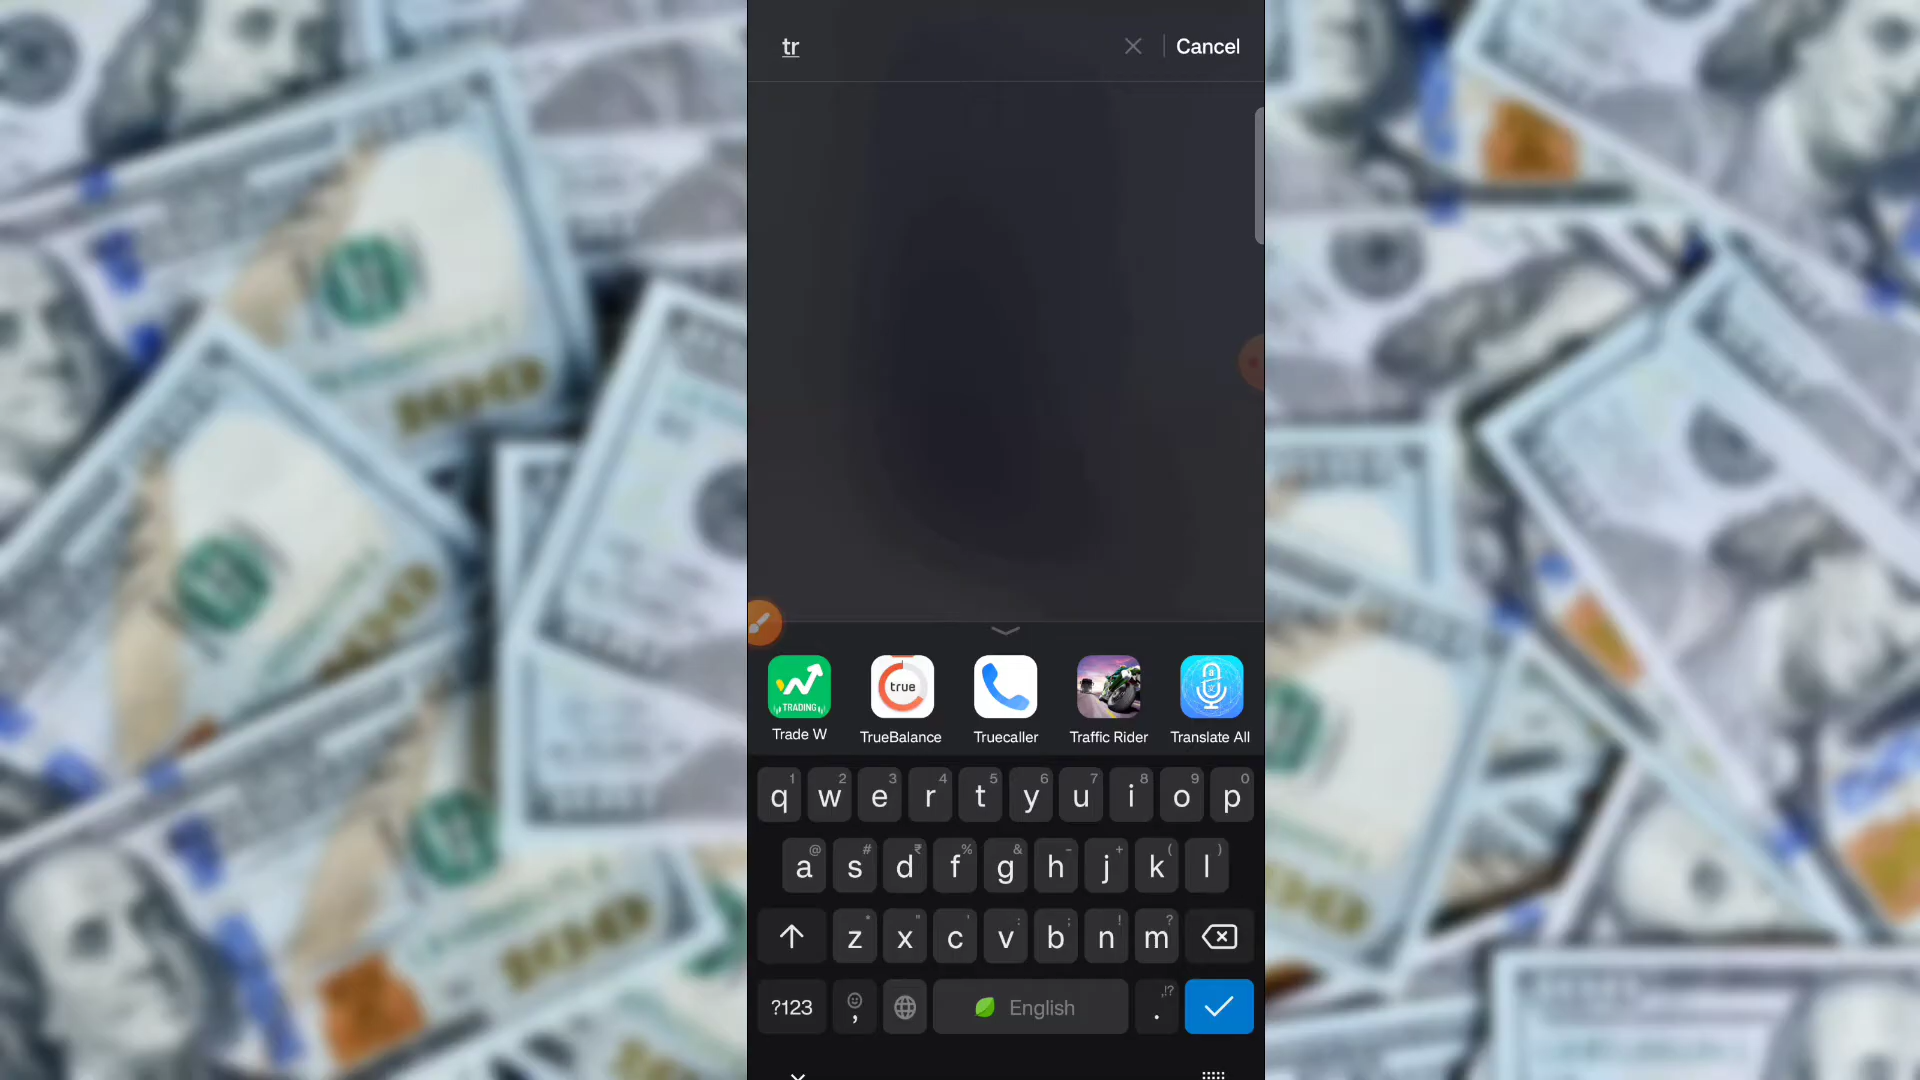 tr
Cancel
TRADING
true
Trade W
TrueBalance
Truecaller
Traffic Rider
Translate All
1 2 3 4 5 6 7 8 9 0
q w e r t y u i o p
@ # ₹ % & - + ( )
a s d f g h j k l
* " ' : ; ! ?
z x c v b n m
?123 , English . ,!?